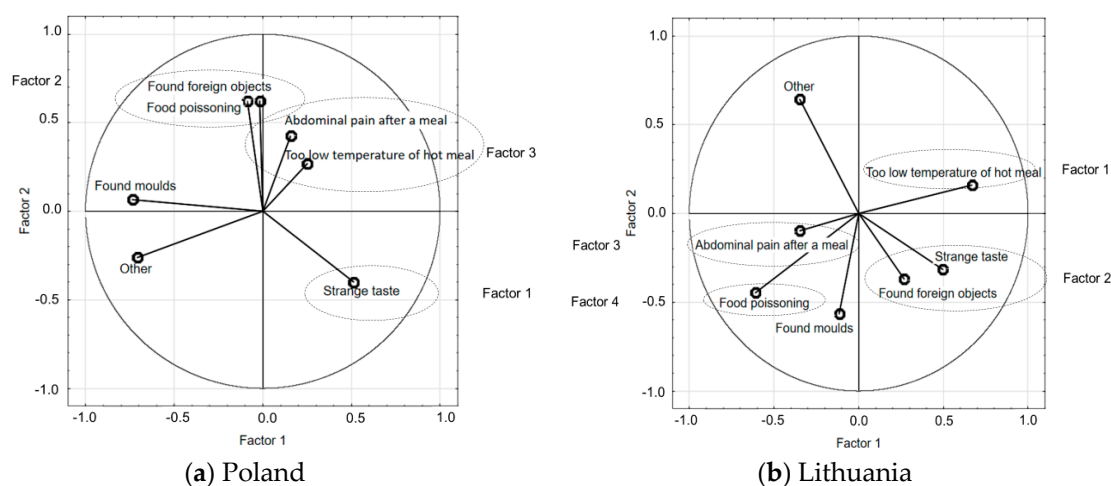 1.0
Factor 2
Found foreign objects
Food poissoning
0.5
Abdominal pain after a meal
Too low temperature of hot meal
Factor 3
Found moulds
Factor 2
0.0
Other
Strange taste
Factor 1
-0.5
-1.0
-1.0
-0.5
0.0
0.5
1.0
Factor 1
(a) Poland
1.0
Other
0.5
Too low temperature of hot meal
Factor 1
Factor 2
0.0
Factor 3
Abdominal pain after a meal
Strange taste
Factor 4
-0.5
Food poissoning
Found foreign objects
Factor 2
Found moulds
-1.0
-1.0
-0.5
0.0
0.5
1.0
Factor 1
(b) Lithuania